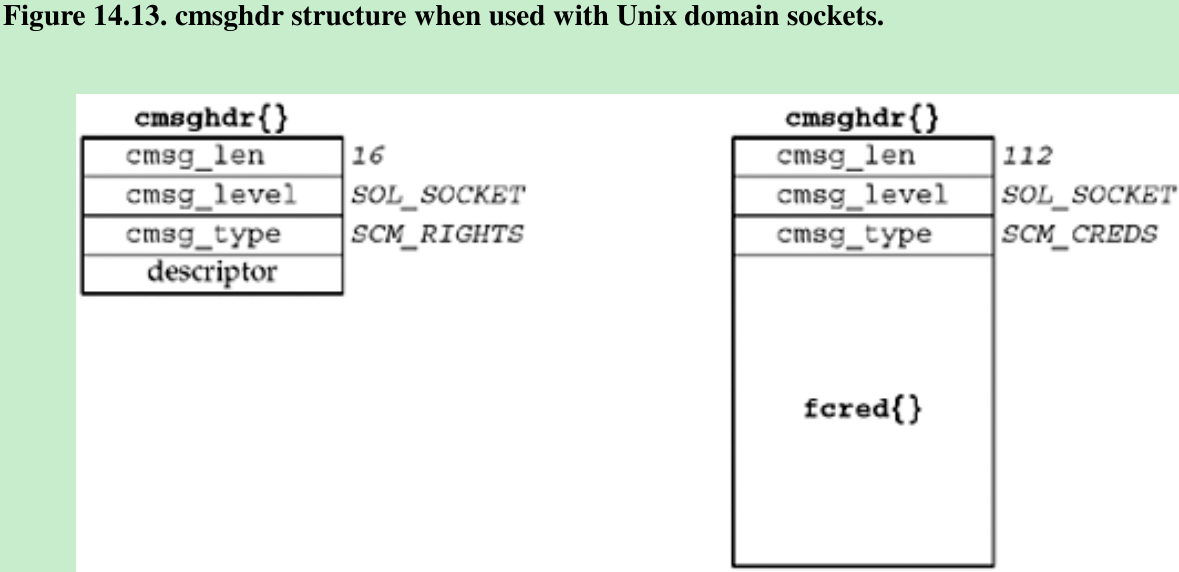 Figure 14.13. cmsghdr structure when used with Unix domain sockets.
cmsghdr{}
cmsg_len 16
cmsg_level SOL_SOCKET
cmsg_type SCM_RIGHTS
descriptor
cmsghdr{}
cmsg_len 112
cmsg_level SOL_SOCKET
cmsg_type SCM_CREDS
fcred{}